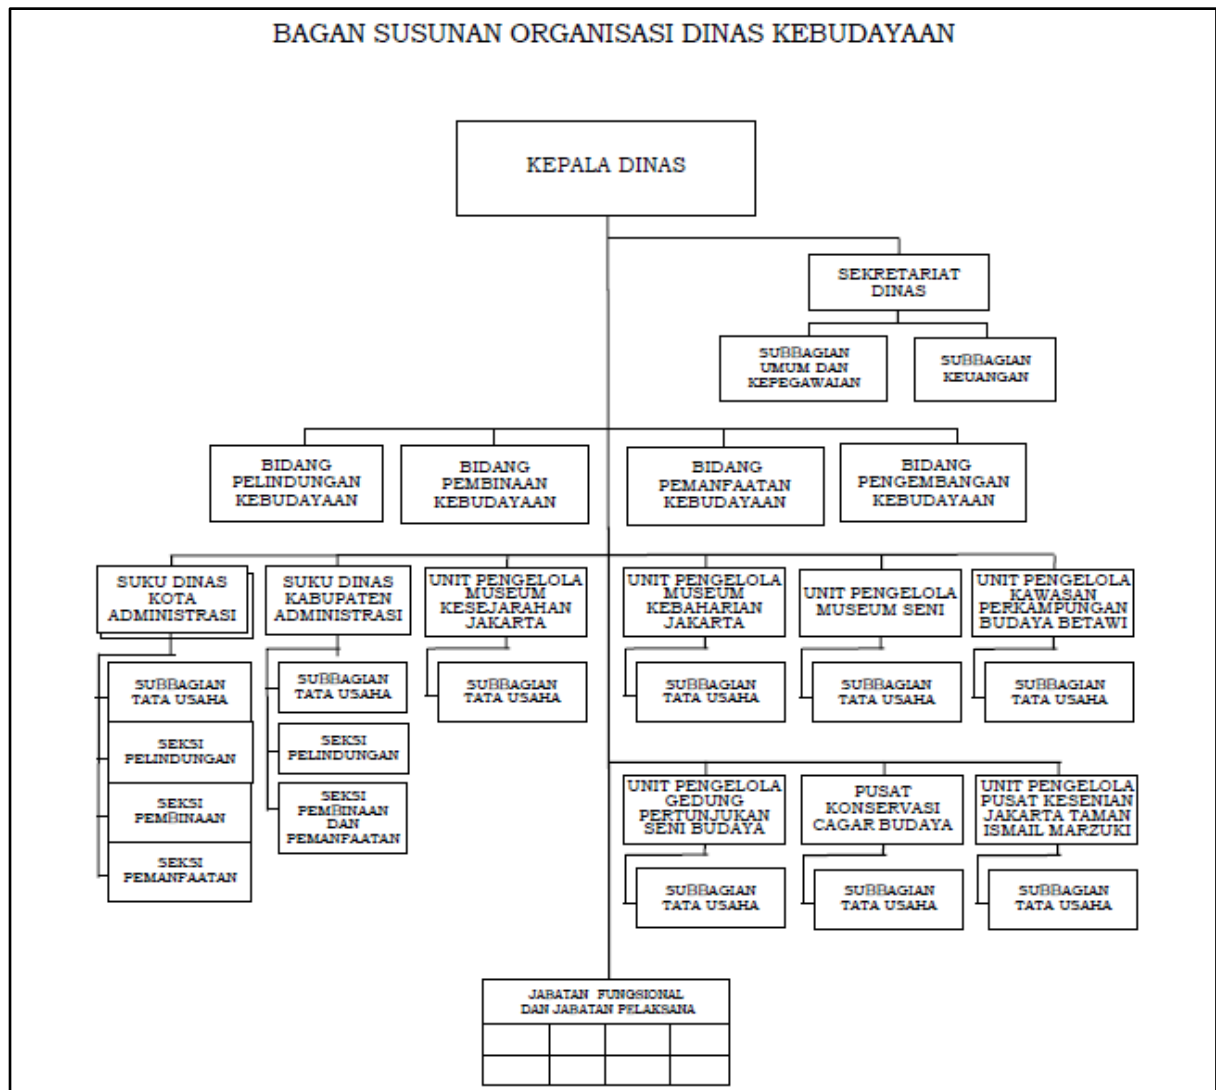 BAGAN SUSUNAN ORGANISASI DINAS KEBUDAYAAN
KEPALA DINAS
SEKRETARIAT
DINAS
SUBBAGIAN
UMUM DAN
KEPEGAWAIAN
SUBBAGIAN
KEUANGAN
BIDANG
PELINDUNGAN
KEBUDAYAAN
BIDANG
PEMBINAAN
KEBUDAYAAN
BIDANG
PEMANFAATAN
KEBUDAYAAN
BIDANG
PENGEMBANGAN
KEBUDAYAAN
SUKU DINAS
KOTA
ADMINISTRASI
SUKU DINAS
KABUPATEN
ADMINISTRASI
UNIT PENGELOLA
MUSEUM
KESEJARAHAN
JAKARTA
UNIT PENGELOLA
MUSEUM
KEBAHARIAN
JAKARTA
UNIT PENGELOLA
MUSEUM SENI
UNIT PENGELOLA
KAWASAN
PERKAMPUNGAN
BUDAYA BETAWI
SUBBAGIAN
TATA USAHA
SUBBAGIAN
TATA USAHA
SUBBAGIAN
TATA USAHA
SUBBAGIAN
TATA USAHA
SUBBAGIAN
TATA USAHA
SUBBAGIAN
TATA USAHA
SEKSI
PELINDUNGAN
SEKSI
PELINDUNGAN
SEKSI
PEMBINAAN
SEKSI
PEMBINAAN
DAN
PEMANFAATAN
SEKSI
PEMANFAATAN
UNIT PENGELOLA
GEDUNG
PERTUNJUKAN
SENI BUDAYA
PUSAT
KONSERVASI
CAGAR BUDAYA
UNIT PENGELOLA
PUSAT KESENIAN
JAKARTA TAMAN
ISMAIL MARZUKI
SUBBAGIAN
TATA USAHA
SUBBAGIAN
TATA USAHA
SUBBAGIAN
TATA USAHA
JABATAN FUNGSIONAL
DAN JABATAN PELAKSANA